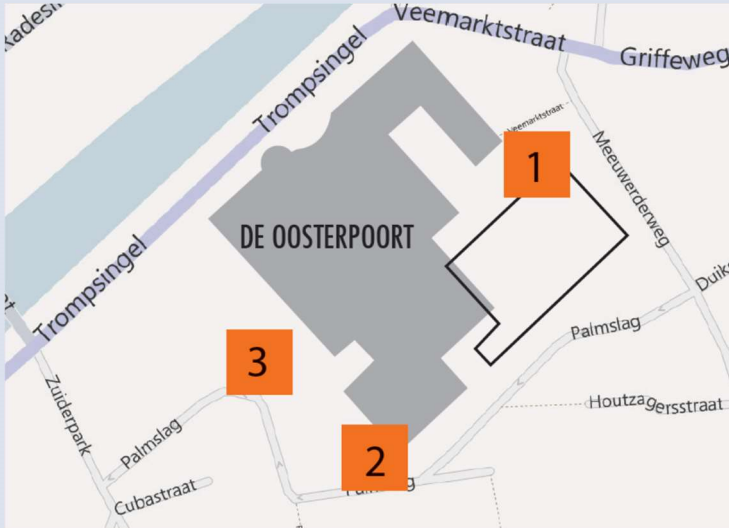 Veemarktstraat
Griffeweg
Trompsingel
Veemarktstraat
1
Meeuwerderweg
DE OOSTERPOORT
Trompsingel
Palmslag
3
Zuiderpark
Houtzagersstraat
Palmslag
2
Cubastraat